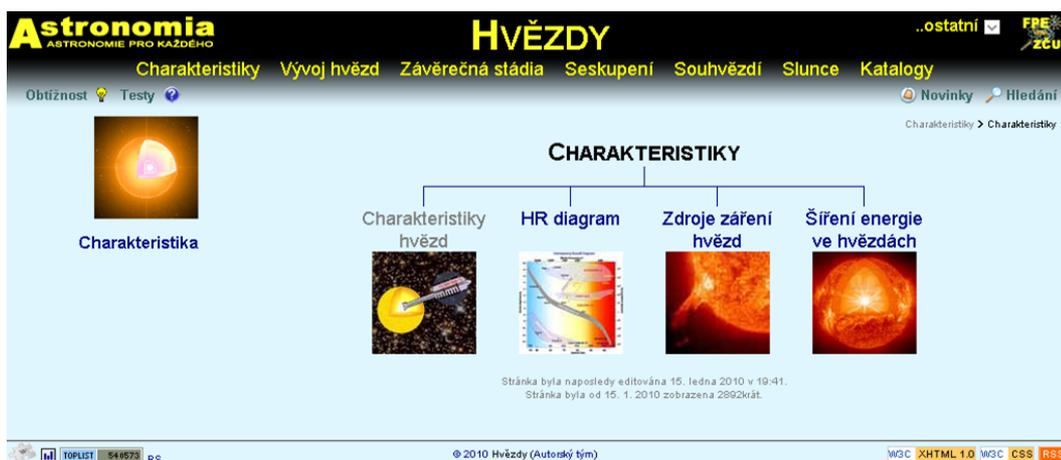 Astronomia
ASTRONOMIE PRO KAŽDÉHO
HVĚZDY
..ostatní
FPE
ZČU
Charakteristiky Vývoj hvězd Závěrečná stádia Seskupení Souhvězdí Slunce Katalogy
Obtížnost Testy
Novinky Hledání
Charakteristiky > Charakteristiky
CHARAKTERISTIKY
Charakteristika
Charakteristiky hvězd
HR diagram
Zdroje záření hvězd
Šíření energie ve hvězdách
Stránka byla naposledy editována 15. ledna 2010 v 19:41.
Stránka byla od 15. 1. 2010 zobrazena 2892krát.
TOPLIST 540573 RS
© 2010 Hvězdy (Autorský tým)
W3C XHTML 1.0 W3C CSS RS